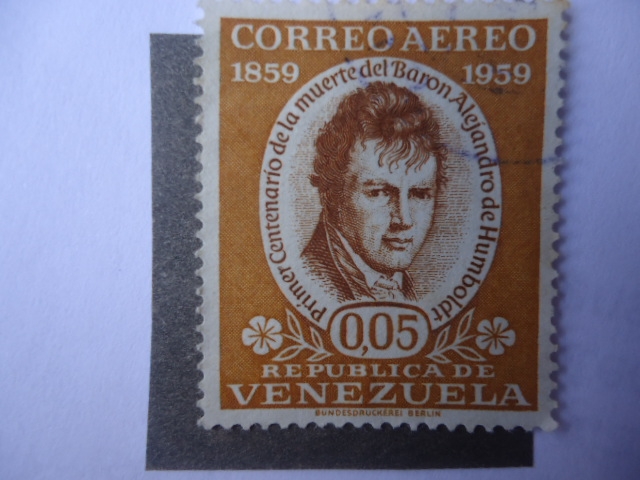 CORREO AEREO
1859 1959
Primer Centenario de la muerte del Baron Alejandro de Humboldt
0,05
REPUBLICA DE
VENEZUELA
BUNDESDRUCKEREI BERLIN